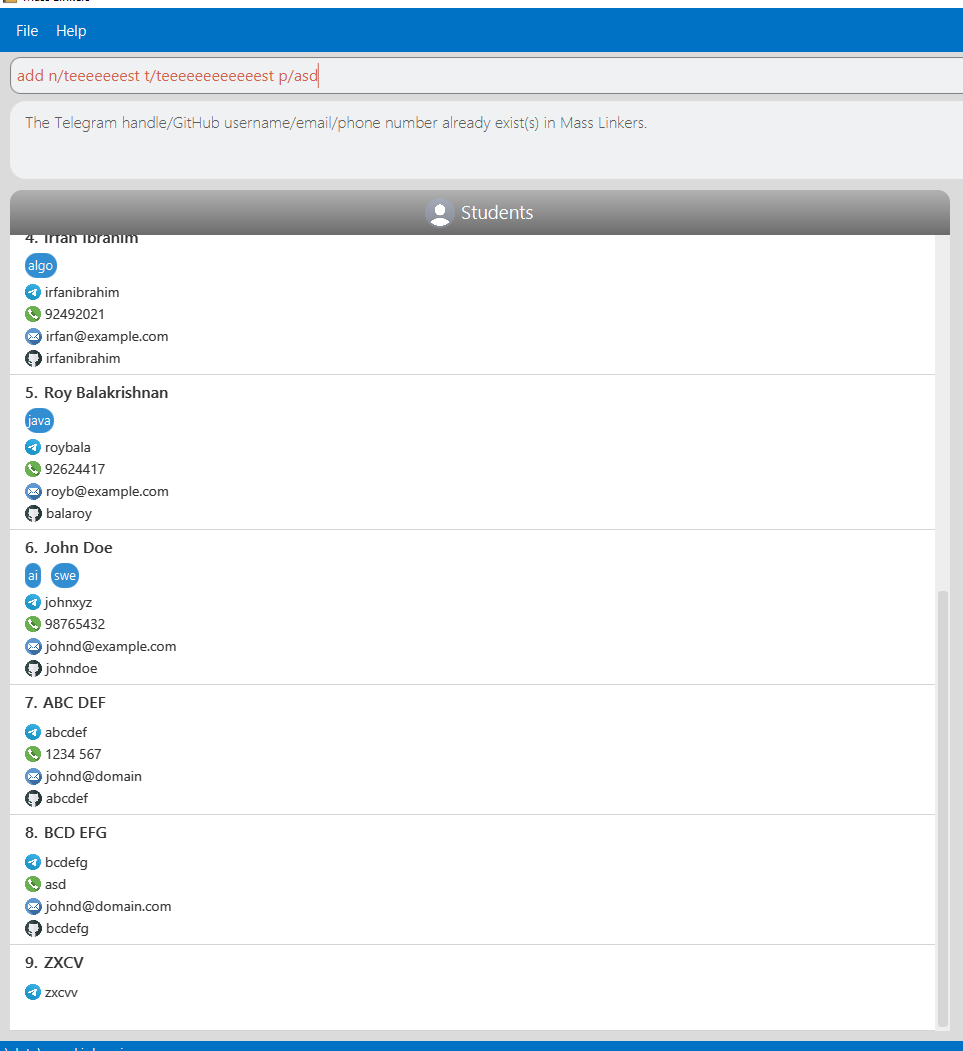 File Help
add n/teeeeeeest t/teeeeeeeeeeeest p/asd
The Telegram handle/GitHub username/email/phone number already exist(s) in Mass Linkers.
Students
4. Irfan Ibrahim
algo
irfanibrahim
92492021
irfan@example.com
irfanibrahim
5. Roy Balakrishnan
java
roybala
92624417
royb@example.com
balaroy
6. John Doe
ai swe
johnxyz
98765432
johnd@example.com
johndoe
7. ABC DEF
abcdef
1234 567
johnd@domain
abcdef
8. BCD EFG
bcdefg
asd
johnd@domain.com
bcdefg
9. ZXCV
zxcvv